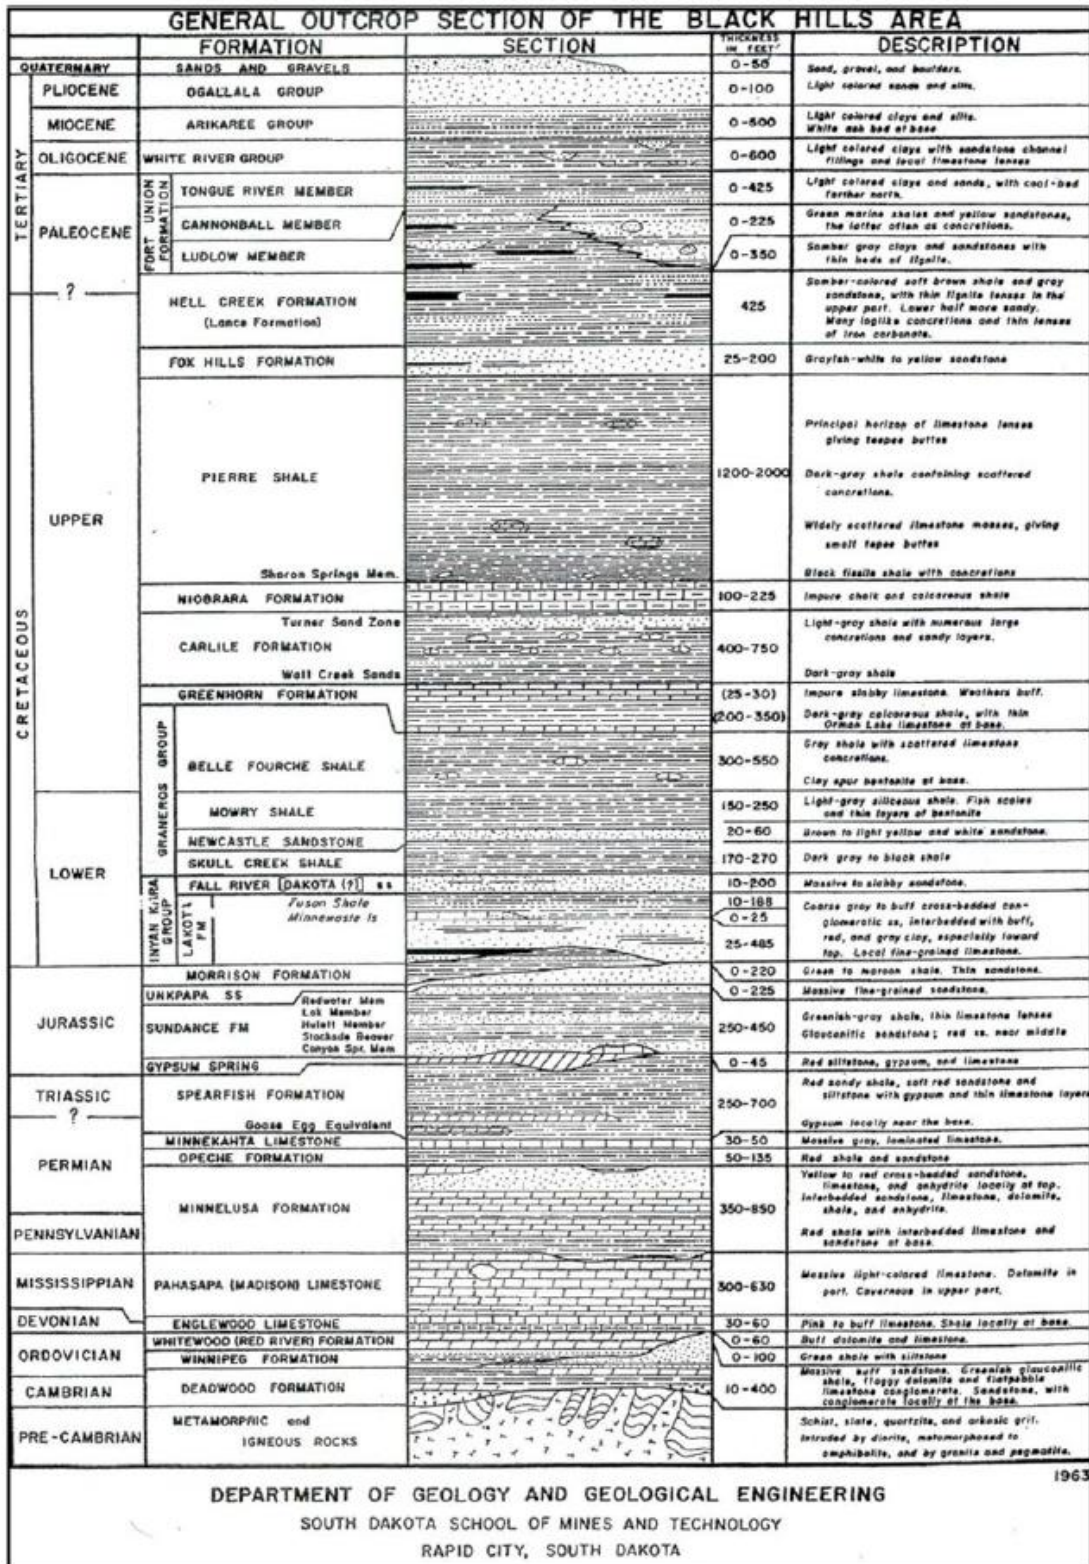 GENERAL OUTCROP SECTION OF THE BLACK HILLS AREA
FORMATION SECTION THICKNESS IN FEET DESCRIPTION
QUATERNARY SANDS AND GRAVELS 0-50 Sand, gravel, and boulders.
TERTIARY
PLIOCENE OGALLALA GROUP 0-100 Light colored sands and silts.
MIOCENE ARIKAREE GROUP 0-500 Light colored clays and silts.
White ash bed at base
OLIGOCENE WHITE RIVER GROUP 0-600 Light colored clays with sandstone channel
fillings and local limestone lenses
PALEOCENE
FORT UNION FORMATION
TONGUE RIVER MEMBER 0-425 Light colored clays and sands, with coal-bed
farther north.
CANNONBALL MEMBER 0-225 Green marine shales and yellow sandstones,
the latter often as concretions.
LUDLOW MEMBER 0-350 Somber gray clays and sandstones with
thin beds of lignite.
?
CRETACEOUS
UPPER
HELL CREEK FORMATION
(Lance Formation)
425
Somber-colored soft brown shale and gray
sandstone, with thin lignite lenses in the
upper part. Lower half more sandy.
Many loglike concretions and thin lenses
of iron carbonate.
FOX HILLS FORMATION 25-200 Grayish-white to yellow sandstone
PIERRE SHALE 1200-2000
Principal horizon of limestone lenses
giving teepee buttes
Dark-gray shale containing scattered
concretions.
Widely scattered limestone masses, giving
small tepee buttes
Sharon Springs Mem. Black fissile shale with concretions
NIOBRARA FORMATION 100-225 Impure chalk and calcareous shale
Turner Sand Zone
CARLILE FORMATION 400-750 Light-gray shale with numerous large
concretions and sandy layers.
Wall Creek Sands Dark-gray shale
GREENHORN FORMATION (25-30) Impure slabby limestone. Weathers buff.
(200-350) Dark-gray calcareous shale, with thin
Orman Lake limestone at base.
GRANEROS GROUP
BELLE FOURCHE SHALE 300-550 Gray shale with scattered limestone
concretions.
Clay spur bentonite at base.
LOWER
MOWRY SHALE 150-250 Light-gray siliceous shale. Fish scales
and thin layers of bentonite
NEWCASTLE SANDSTONE 20-60 Brown to light yellow and white sandstone.
SKULL CREEK SHALE 170-270 Dark gray to black shale
INYAN KARA GROUP
FALL RIVER [DAKOTA (?)] ss 10-200 Massive to slabby sandstone.
LAKOTA FM
Fuson Shale 10-188
Minnewaste ls 0-25
25-485
Coarse gray to buff cross-bedded con-
glomeratic ss, interbedded with buff,
red, and gray clay, especially toward
top. Local fine-grained limestone.
JURASSIC
MORRISON FORMATION 0-220 Green to maroon shale. Thin sandstone.
UNKPAPA SS 0-225 Massive fine-grained sandstone.
SUNDANCE FM
Redwater Mem
Lak Member
Hulett Member
Stockade Beaver
Canyon Spr. Mem
250-450
Greenish-gray shale, thin limestone lenses
Glauconitic sandstone; red ss. near middle
GYPSUM SPRING 0-45 Red siltstone, gypsum, and limestone
TRIASSIC
?
SPEARFISH FORMATION 250-700
Red sandy shale, soft red sandstone and
siltstone with gypsum and thin limestone layers
Goose Egg Equivalent Gypsum locally near the base.
PERMIAN
MINNEKAHTA LIMESTONE 30-50 Massive gray, laminated limestone.
OPECHE FORMATION 50-135 Red shale and sandstone
MINNELUSA FORMATION 350-850
Yellow to red cross-bedded sandstone,
limestone, and anhydrite locally at top.
Interbedded sandstone, limestone, dolomite,
shale, and anhydrite.
PENNSYLVANIAN
Red shale with interbedded limestone and
sandstone at base.
MISSISSIPPIAN PAHASAPA (MADISON) LIMESTONE 300-630 Massive light-colored limestone. Dolomite in
part. Cavernous in upper part.
DEVONIAN ENGLEWOOD LIMESTONE 30-60 Pink to buff limestone. Shale locally at base.
ORDOVICIAN
WHITEWOOD (RED RIVER) FORMATION 0-60 Buff dolomite and limestone.
WINNIPEG FORMATION 0-100 Green shale with siltstone
CAMBRIAN DEADWOOD FORMATION 10-400
Massive buff sandstone. Greenish glauconitic
shale, flaggy dolomite and flatpebble
limestone conglomerate. Sandstone, with
conglomerate locally at the base.
PRE-CAMBRIAN METAMORPHIC and
IGNEOUS ROCKS
Schist, slate, quartzite, and arkosic grit.
Intruded by diorite, metamorphosed to
amphibolite, and by granite and pegmatite.
1963
DEPARTMENT OF GEOLOGY AND GEOLOGICAL ENGINEERING
SOUTH DAKOTA SCHOOL OF MINES AND TECHNOLOGY
RAPID CITY, SOUTH DAKOTA